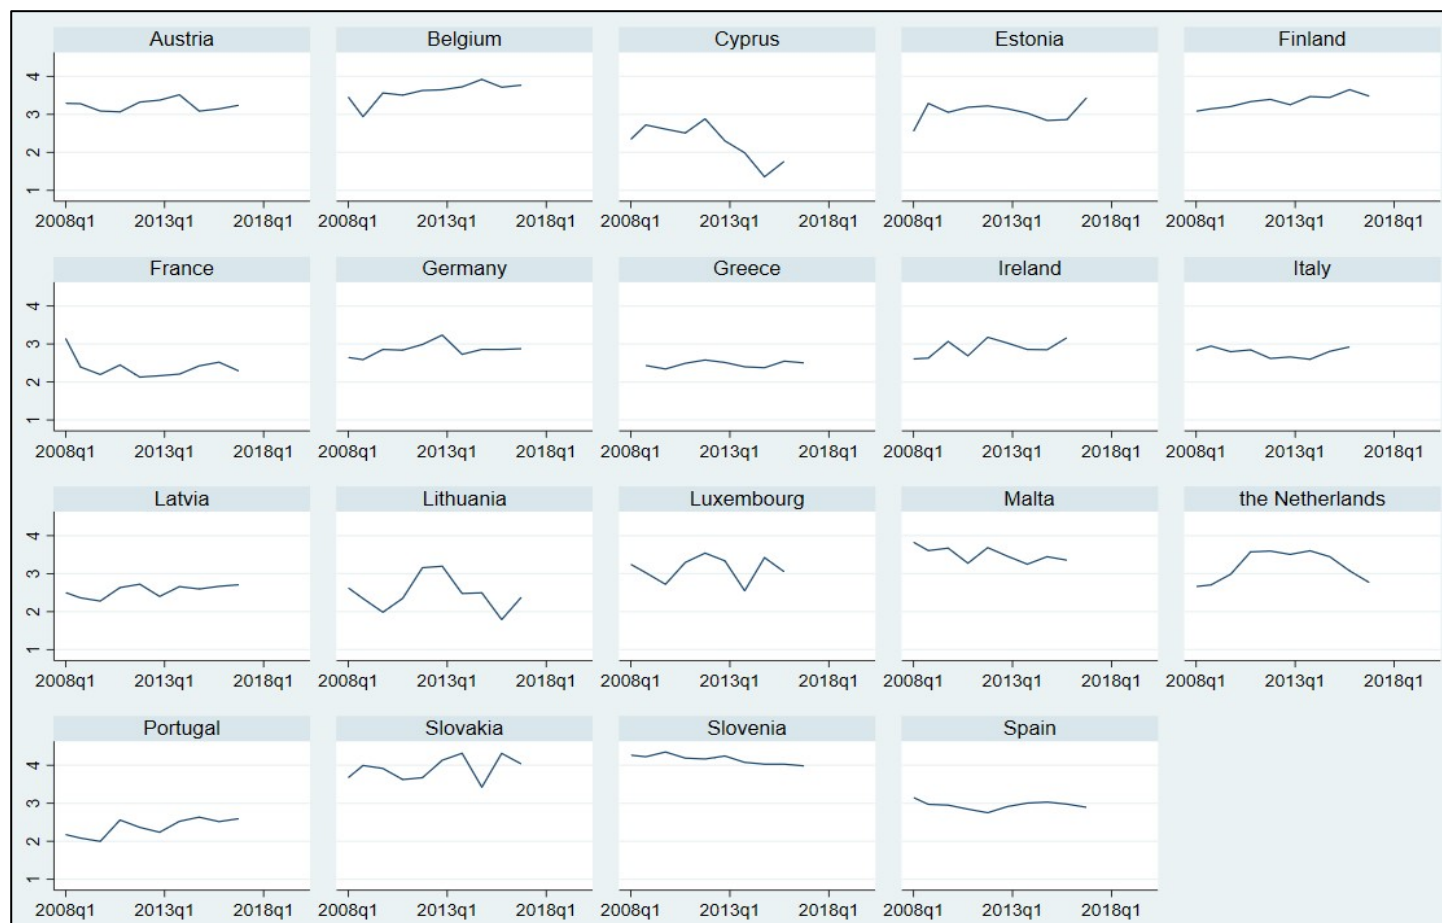 Austria Belgium Cyprus Estonia Finland
4
3
2
1
2008q1 2013q1 2018q1 2008q1 2013q1 2018q1 2008q1 2013q1 2018q1 2008q1 2013q1 2018q1 2008q1 2013q1 2018q1
France Germany Greece Ireland Italy
4
3
2
1
2008q1 2013q1 2018q1 2008q1 2013q1 2018q1 2008q1 2013q1 2018q1 2008q1 2013q1 2018q1 2008q1 2013q1 2018q1
Latvia Lithuania Luxembourg Malta the Netherlands
4
3
2
1
2008q1 2013q1 2018q1 2008q1 2013q1 2018q1 2008q1 2013q1 2018q1 2008q1 2013q1 2018q1 2008q1 2013q1 2018q1
Portugal Slovakia Slovenia Spain
4
3
2
1
2008q1 2013q1 2018q1 2008q1 2013q1 2018q1 2008q1 2013q1 2018q1 2008q1 2013q1 2018q1